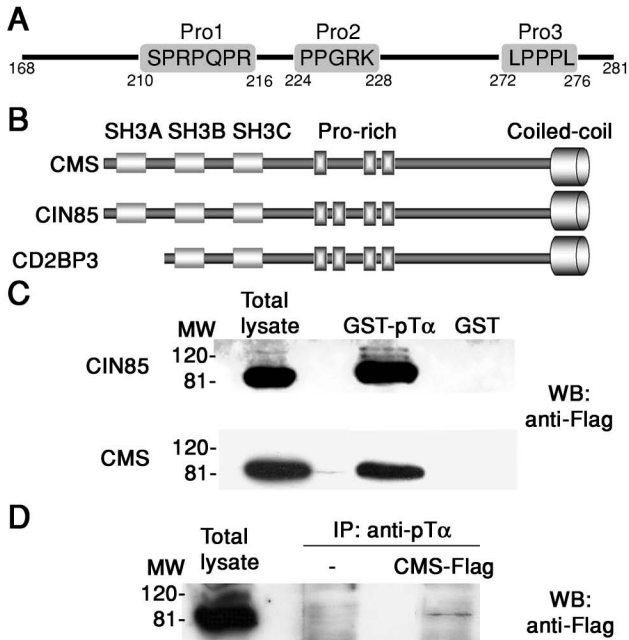 A
Pro1 Pro2 Pro3
SPRPQPR PPGRK LPPPL
168 210 216 224 228 272 276 281
B
SH3A SH3B SH3C Pro-rich Coiled-coil
CMS
CIN85
CD2BP3
C
Total lysate
MW GST-pTα GST
CIN85
120-
81-
WB: anti-Flag
CMS
120-
81-
D
Total lysate
IP: anti-pTα
MW - CMS-Flag
120-
81-
WB: anti-Flag